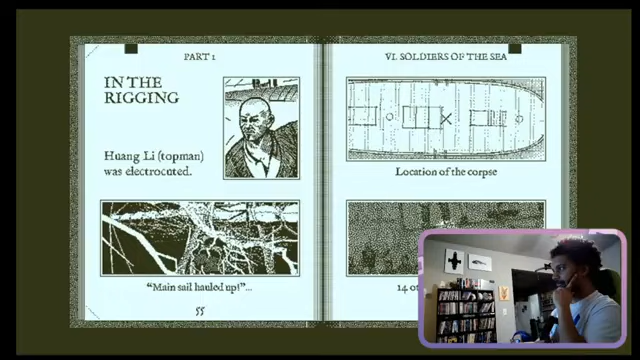 PART 1
IN THE
RIGGING
Huang Li (topman)
was electrocuted.
"Main sail hauled up!"...
55
VI. SOLDIERS OF THE SEA
Location of the corpse
14